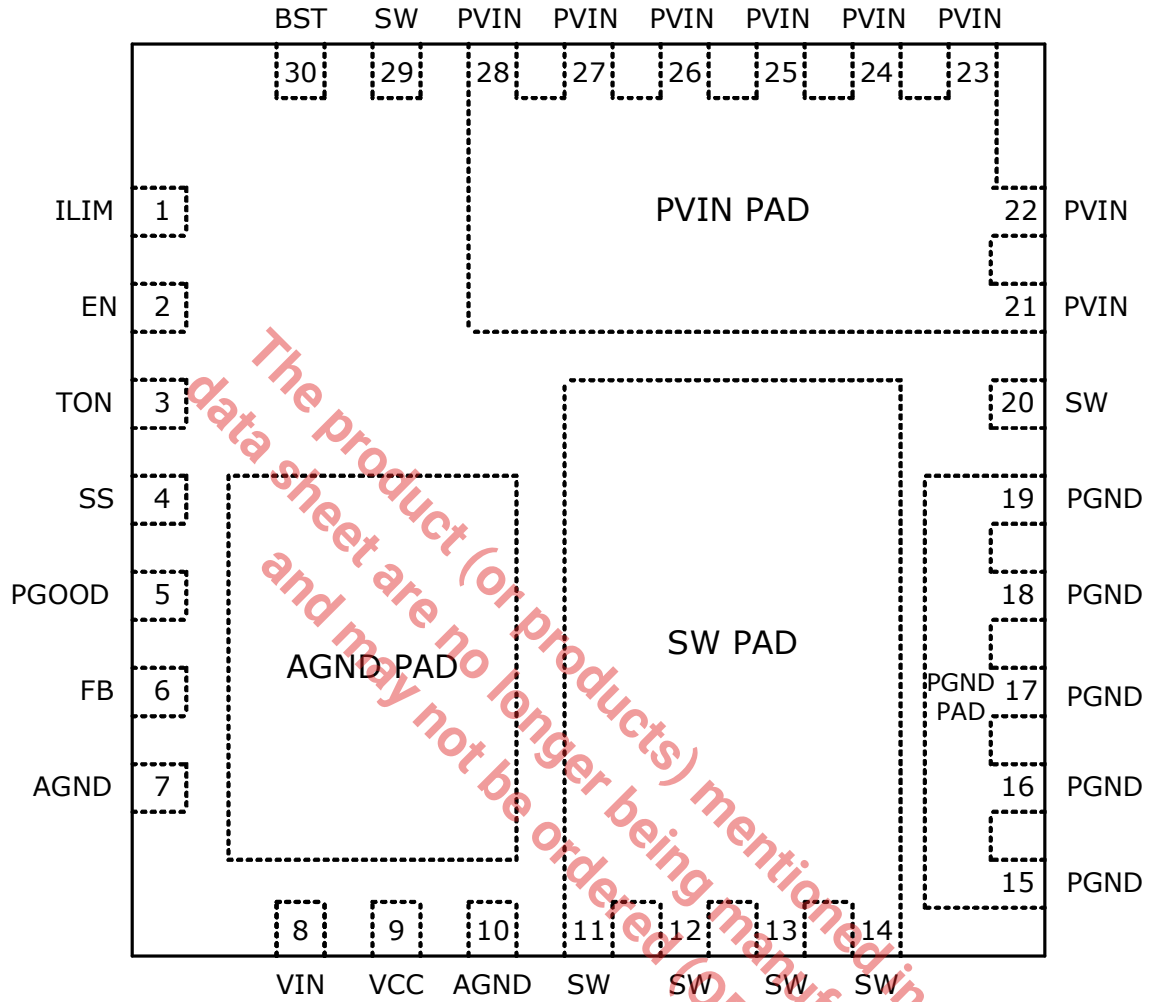 BST SW PVIN PVIN PVIN PVIN PVIN PVIN
30 29 28 27 26 25 24 23
ILIM 1 PVIN PAD 22 PVIN
EN 2 21 PVIN
TON 3 20 SW
SS 4 19 PGND
PGOOD 5 18 PGND
AGND PAD SW PAD
FB 6 PGND 17 PGND
PAD
AGND 7 16 PGND
15 PGND
8 9 10 11 12 13 14
VIN VCC AGND SW SW SW SW
The product (or products) mentioned in
data sheet are no longer being manuf
and may not be ordered (or